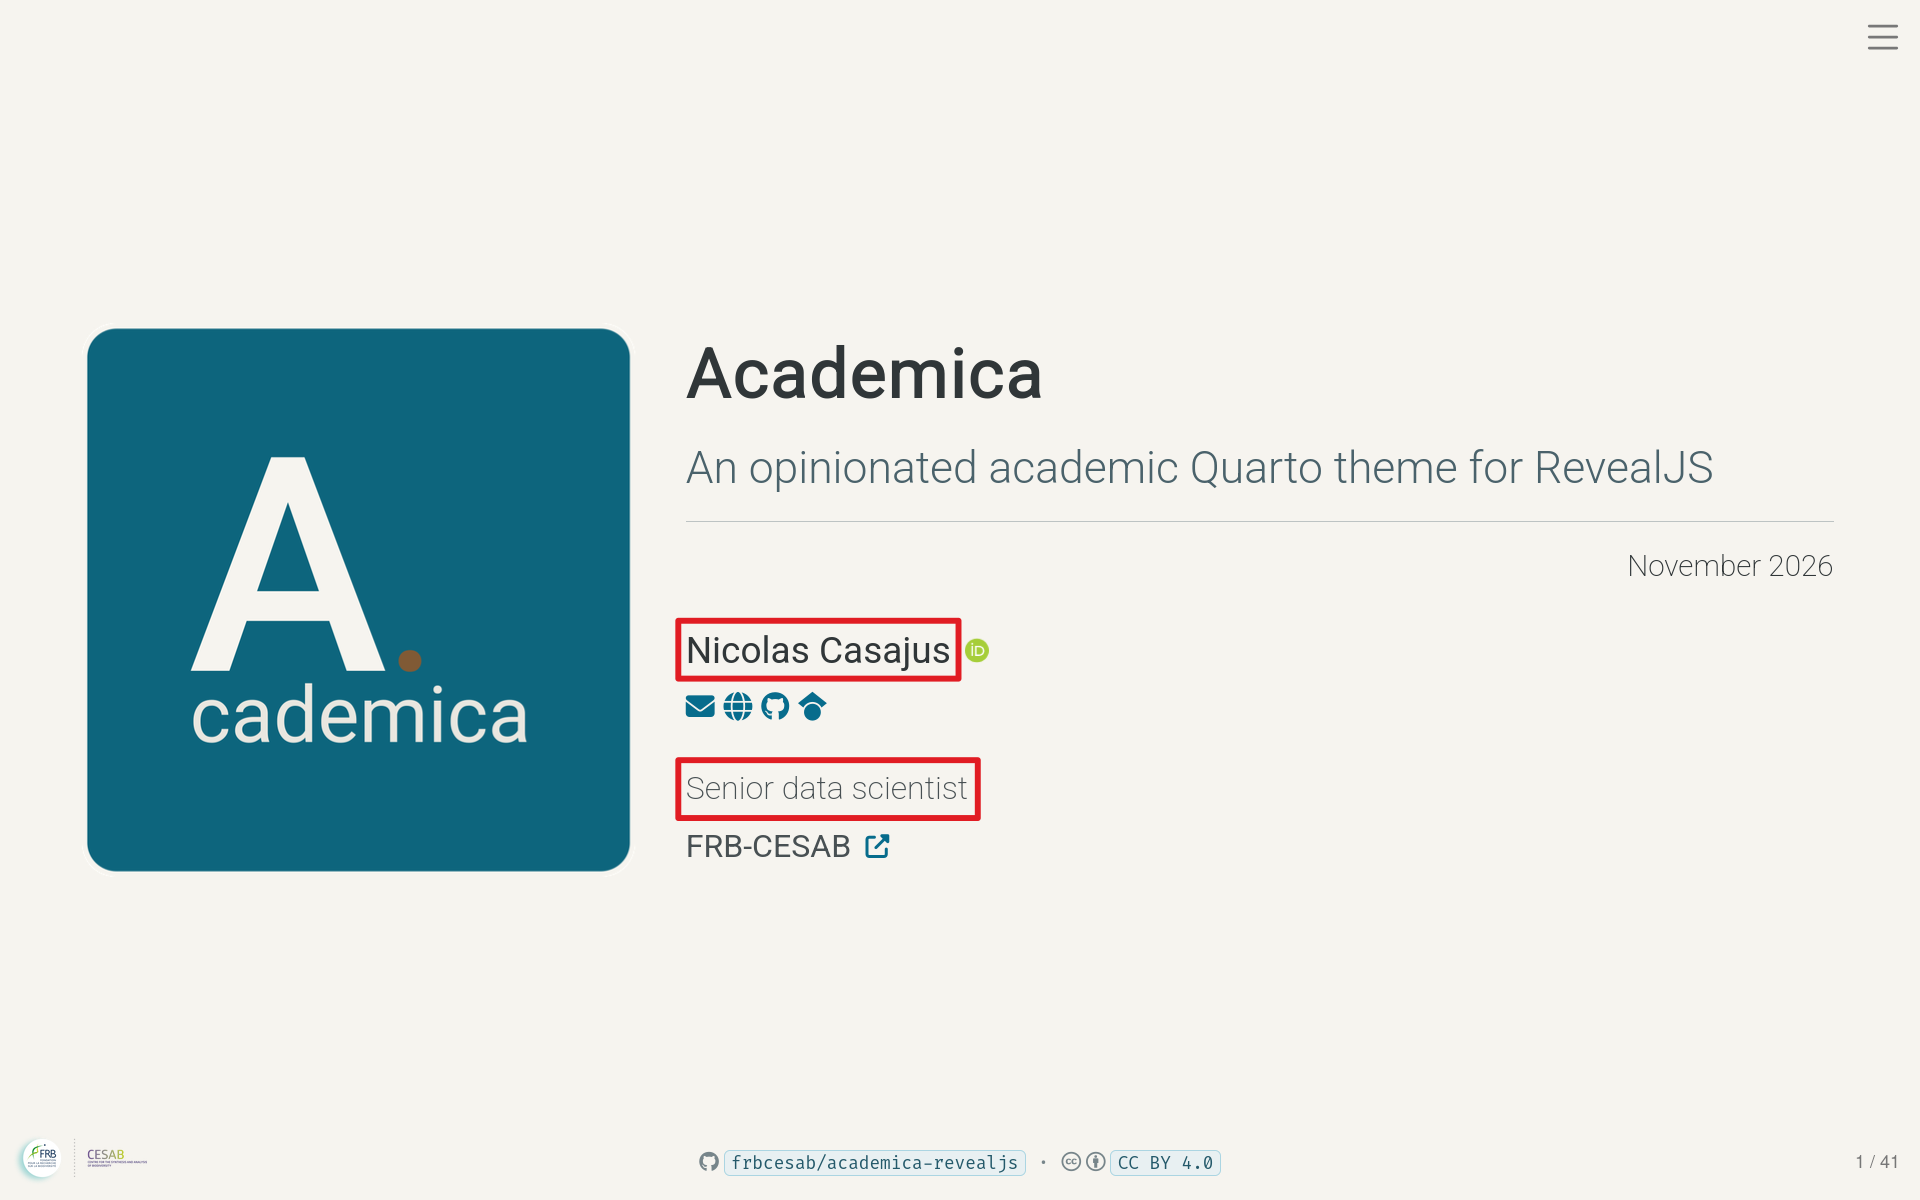 A.
cademica
Academica
An opinionated academic Quarto theme for RevealJS
November 2026
Nicolas Casajus
iD
Senior data scientist
FRB-CESAB
FRB
CESAB
frbcesab/academica-revealjs · CC BY 4.0
1 / 41